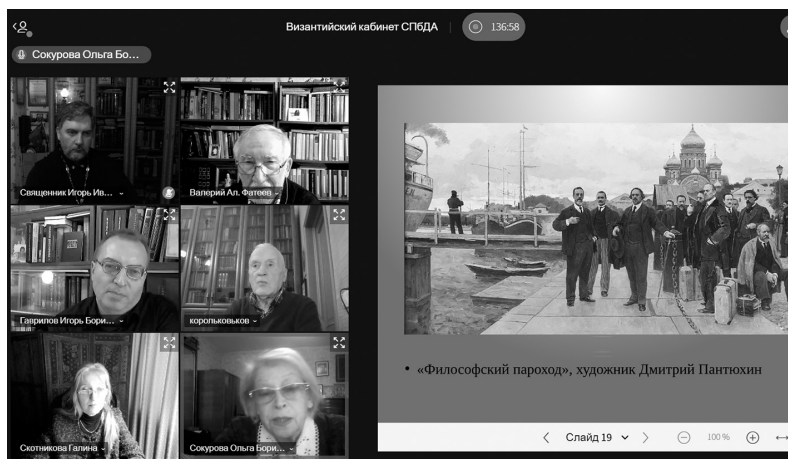 Византийский кабинет СПбДА
136:58
Сокурова Ольга Бо...
Священник Игорь Ив...
Валерий Ал. Фатеев
Гаврилов Игорь Бори...
корольковьков
Скотникова Галина
Сокурова Ольга Бори...
• «Философский пароход», художник Дмитрий Пантюхин
Слайд 19
100 %